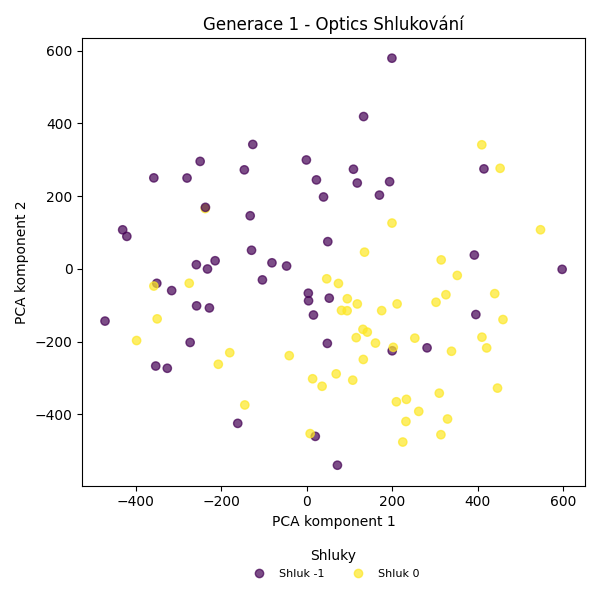 Generace 1 - Optics Shlukování
600
400
200
0
−200
−400
PCA komponent 2
−400
−200
0
200
400
600
PCA komponent 1
Shluky
Shluk -1
Shluk 0